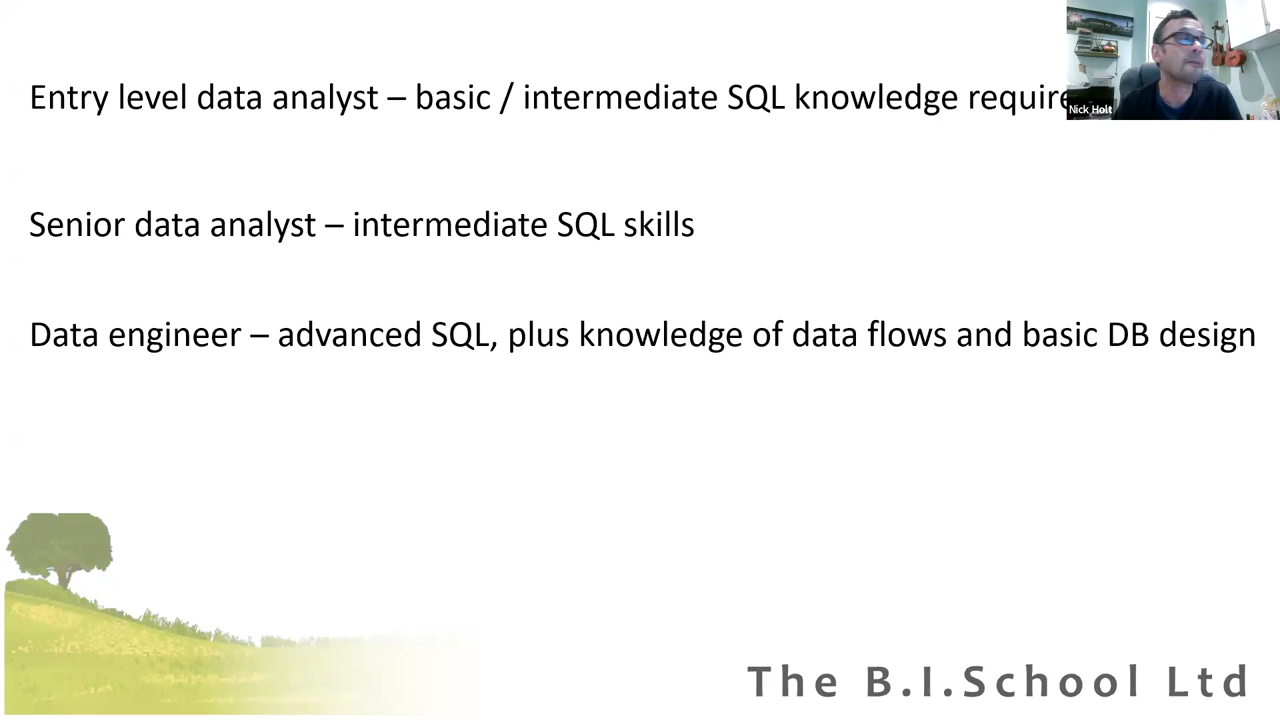 Entry level data analyst – basic / intermediate SQL knowledge require
Nick Holt
Senior data analyst – intermediate SQL skills
Data engineer – advanced SQL, plus knowledge of data flows and basic DB design
The B.I.School Ltd